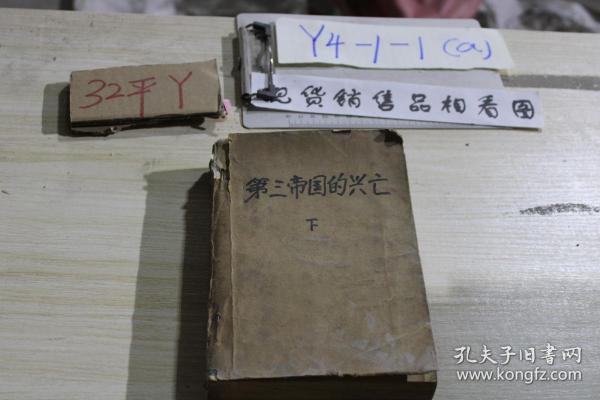 Y4-1-1 (a)
现货销售品相看图
32平Y
第三帝国的兴亡
下
孔夫子旧书网
www.kongfz.com